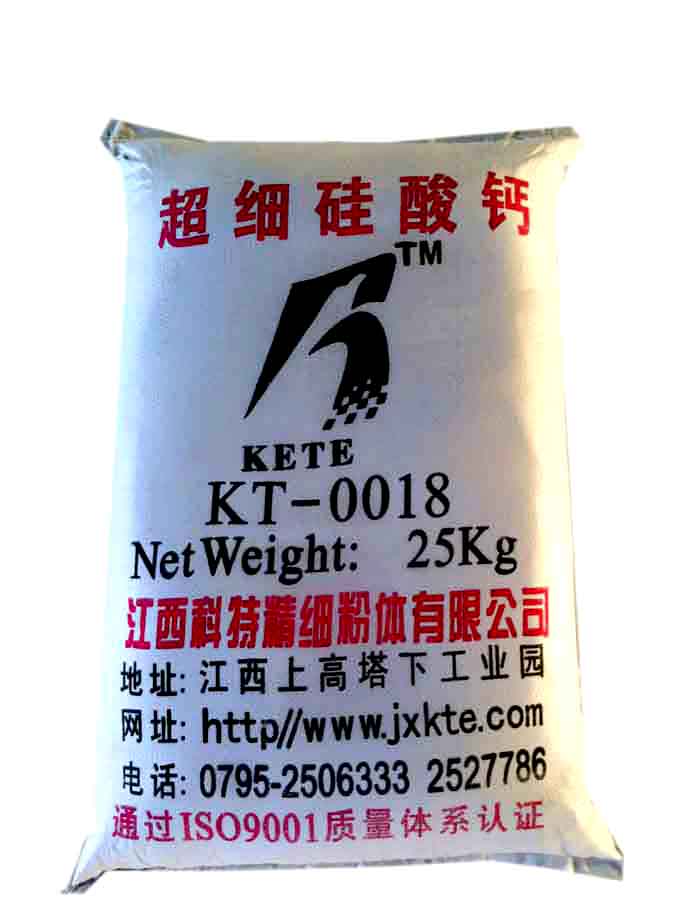 超细硅酸钙
TM
KETE
KT-0018
Net Weight: 25Kg
江西科特精细粉体有限公司
地址: 江西上高塔下工业园
网址: http//www.jxkte.com
电话: 0795-2506333 2527786
通过ISO9001质量体系认证